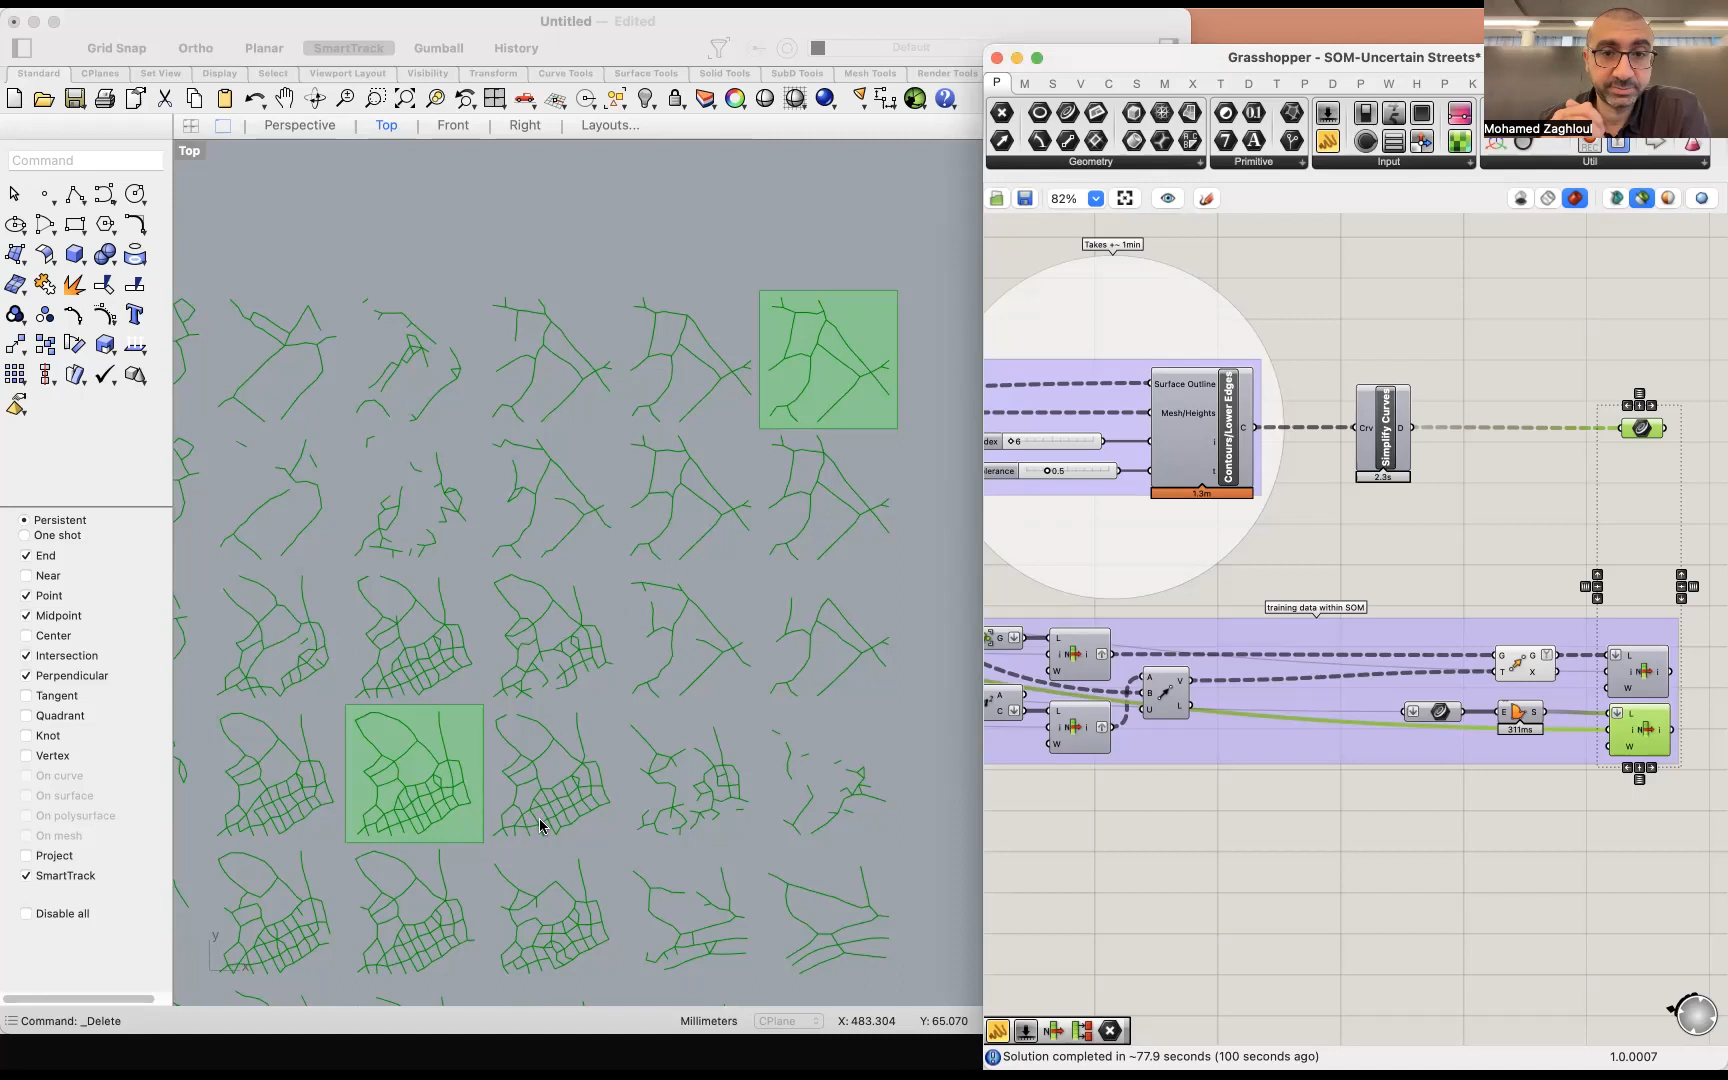 Untitled — Edited
Grid Snap Ortho Planar SmartTrack Gumball History Default
Standard CPlanes Set View Display Select Viewport Layout Visibility Transform Curve Tools Surface Tools Solid Tools SubD Tools Mesh Tools Render Tools
Perspective Top Front Right Layouts...
Top
Command
Persistent
One shot
End
Near
Point
Midpoint
Center
Intersection
Perpendicular
Tangent
Quadrant
Knot
Vertex
On curve
On surface
On polysurface
On mesh
Project
SmartTrack
Disable all
y
x
Command: _Delete
Millimeters CPlane X: 483.304 Y: 65.070
Grasshopper - SOM-Uncertain Streets*
P M S V C S M X T D T P D P W H P K
Mohamed Zaghloul
Geometry Primitive Input Util
82%
Takes +~ 1min
Surface Outline
Mesh/Heights
i
t
Contours/Lower Edges
C
dex 6
lerance 0.5
1.3m
Crv Simplify Curves D
2.3s
training data within SOM
G L i W i
A C L i W i
A B U V L
G T G X
E S
311ms
L i W i
L i W i
Solution completed in ~77.9 seconds (100 seconds ago)
1.0.0007